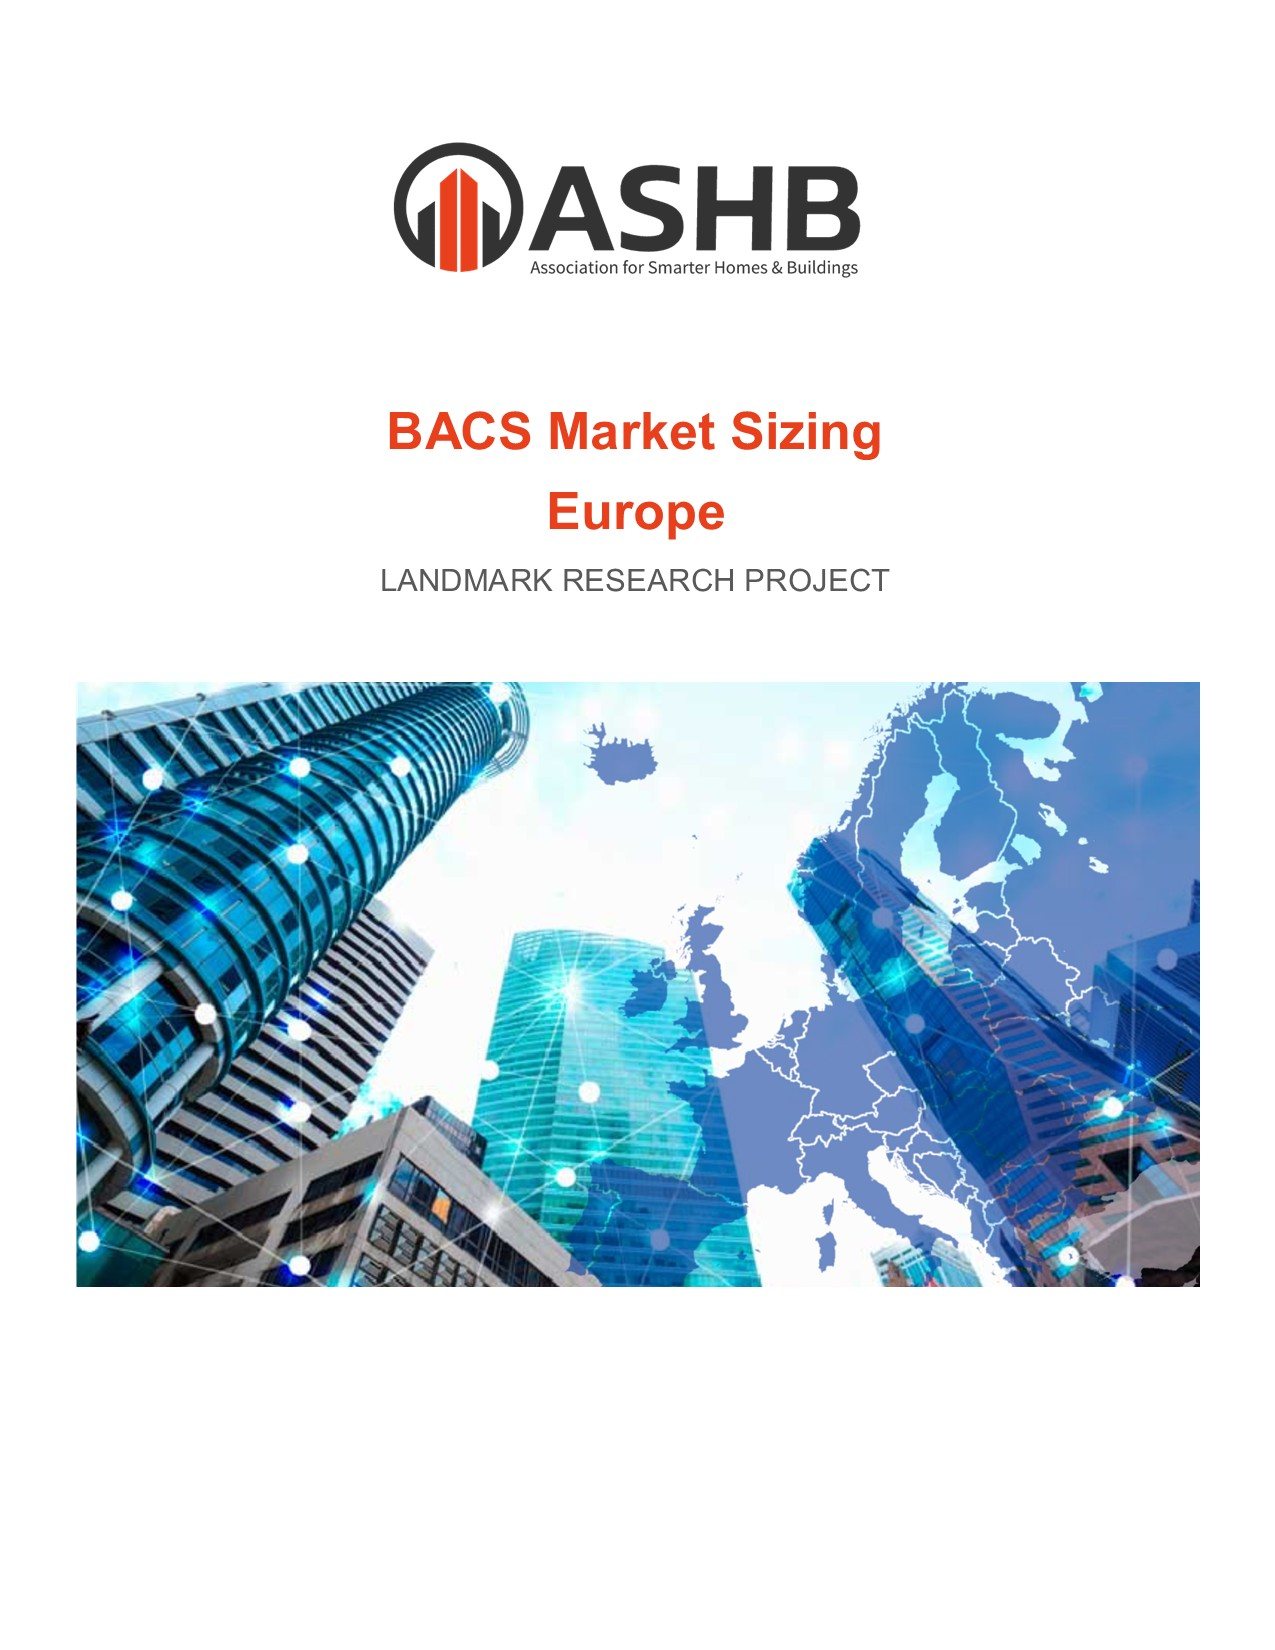 ASHB
Association for Smarter Homes & Buildings
BACS Market Sizing
Europe
LANDMARK RESEARCH PROJECT